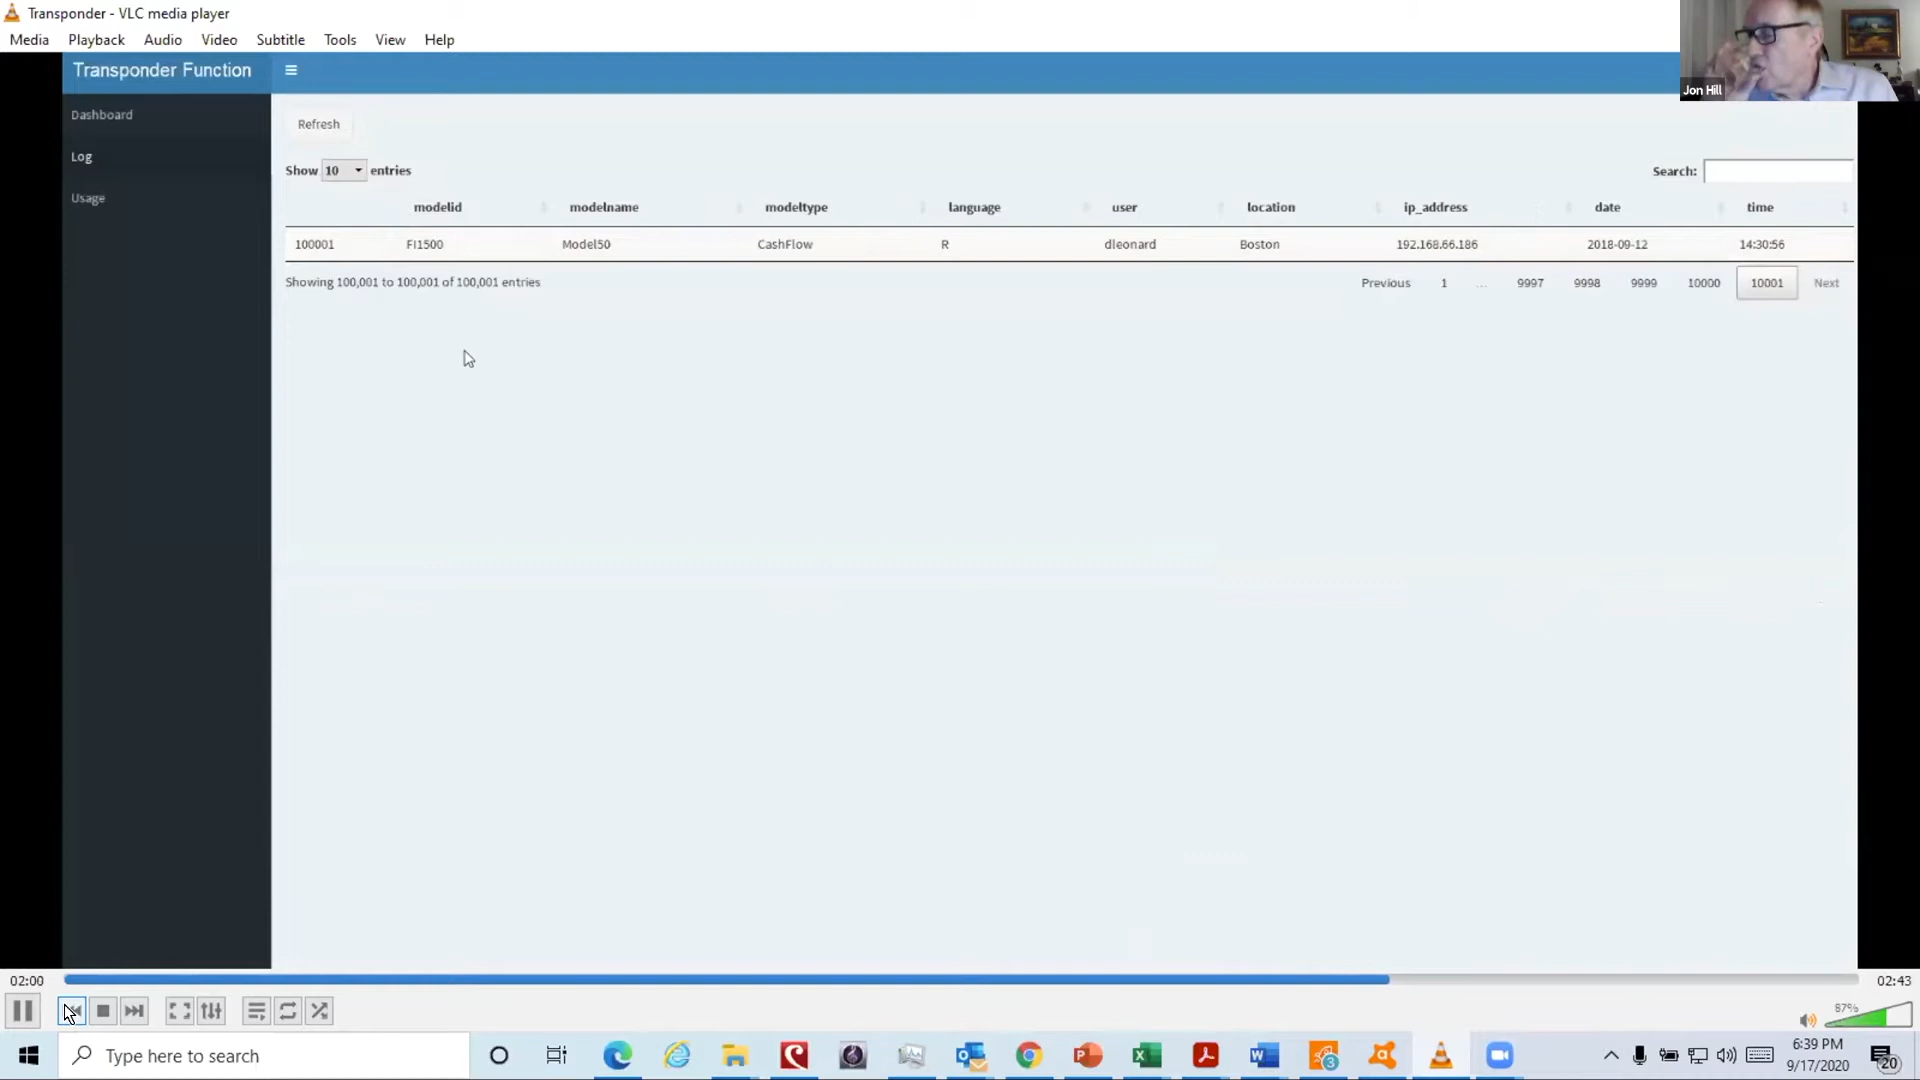 Transponder - VLC media player
Media Playback Audio Video Subtitle Tools View Help
Jon Hill
Transponder Function
Dashboard
Log
Usage
Refresh
Show 10 entries
Search:
modelid modelname modeltype language user location ip_address date time
100001 FI1500 Model50 CashFlow R dleonard Boston 192.168.66.186 2018-09-12 14:30:56
Showing 100,001 to 100,001 of 100,001 entries
Previous 1 ... 9997 9998 9999 10000 10001 Next
02:00
02:43
87%
Type here to search
3
6:39 PM
9/17/2020
20